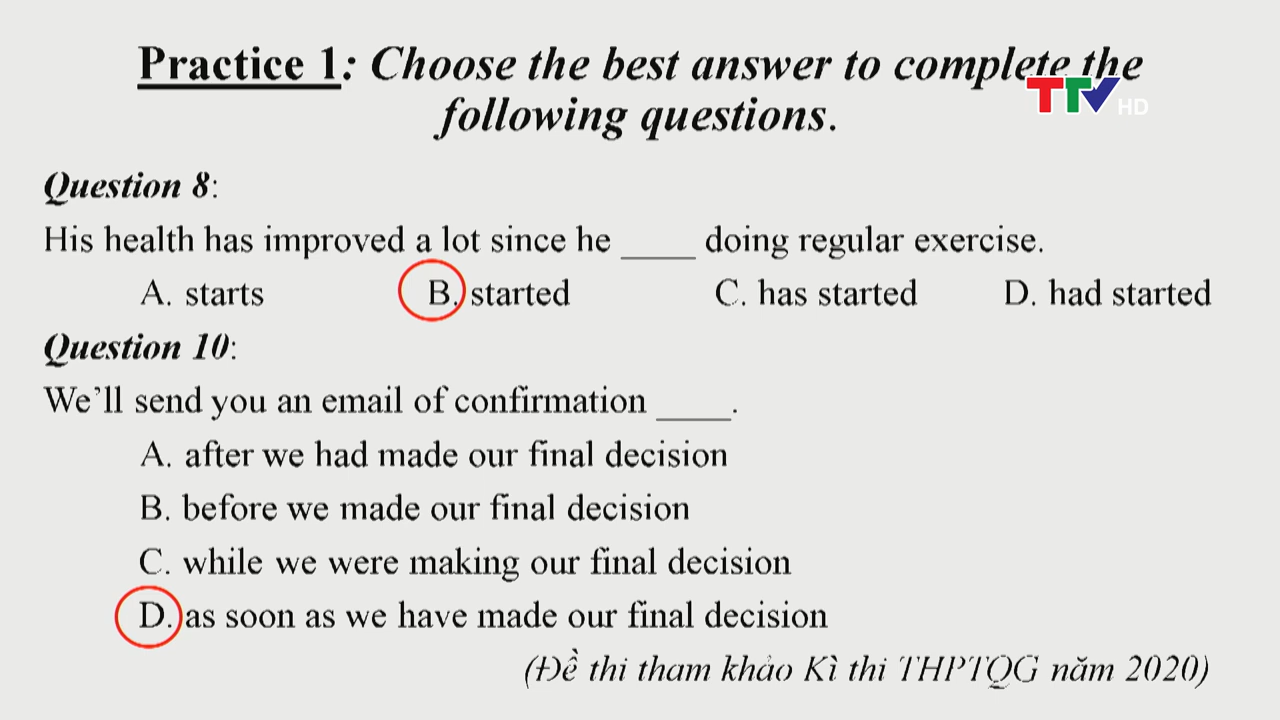 Practice 1: Choose the best answer to complete the
following questions.
TTV HD
Question 8:
His health has improved a lot since he ____ doing regular exercise.
A. starts B. started C. has started D. had started
Question 10:
We’ll send you an email of confirmation ____.
A. after we had made our final decision
B. before we made our final decision
C. while we were making our final decision
D. as soon as we have made our final decision
(Đề thi tham khảo Kì thi THPTQG năm 2020)